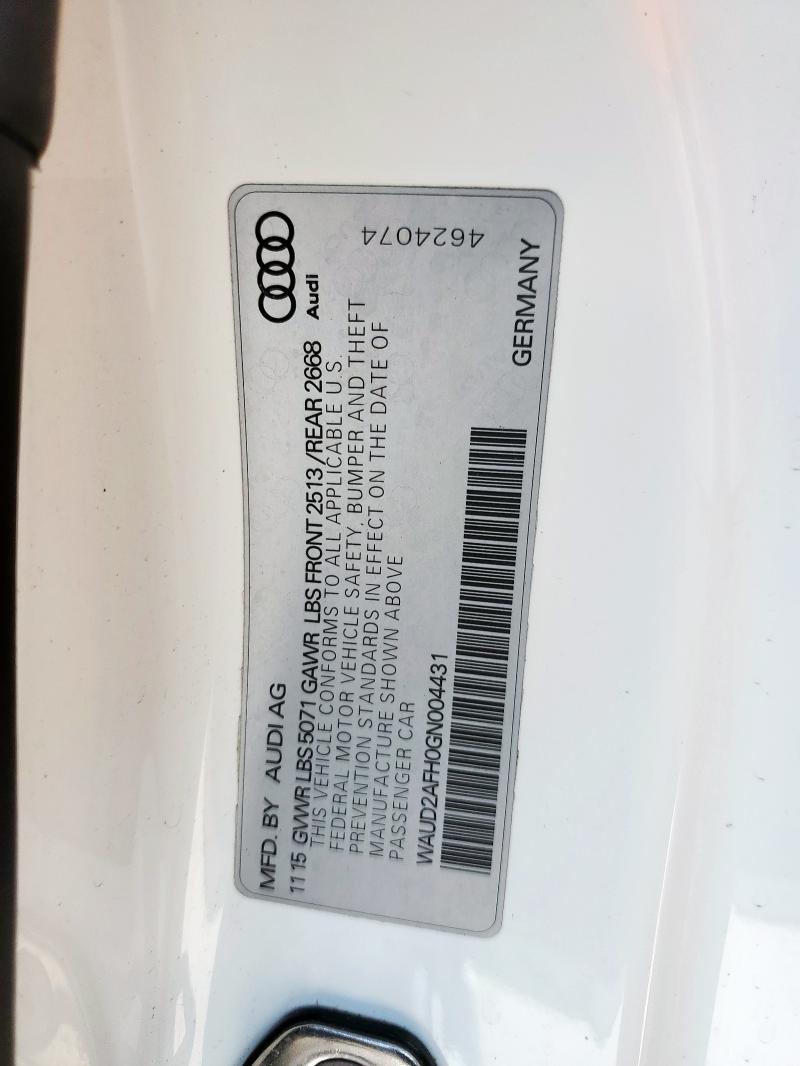 MFD. BY AUDI AG
11 15 GVWR LBS 5071 GAWR LBS FRONT 2513 /REAR 2668
Audi
THIS VEHICLE CONFORMS TO ALL APPLICABLE U.S.
FEDERAL MOTOR VEHICLE SAFETY, BUMPER AND THEFT
PREVENTION STANDARDS IN EFFECT ON THE DATE OF
MANUFACTURE SHOWN ABOVE
PASSENGER CAR
4624074
WAUD2AFH0GN004431
GERMANY